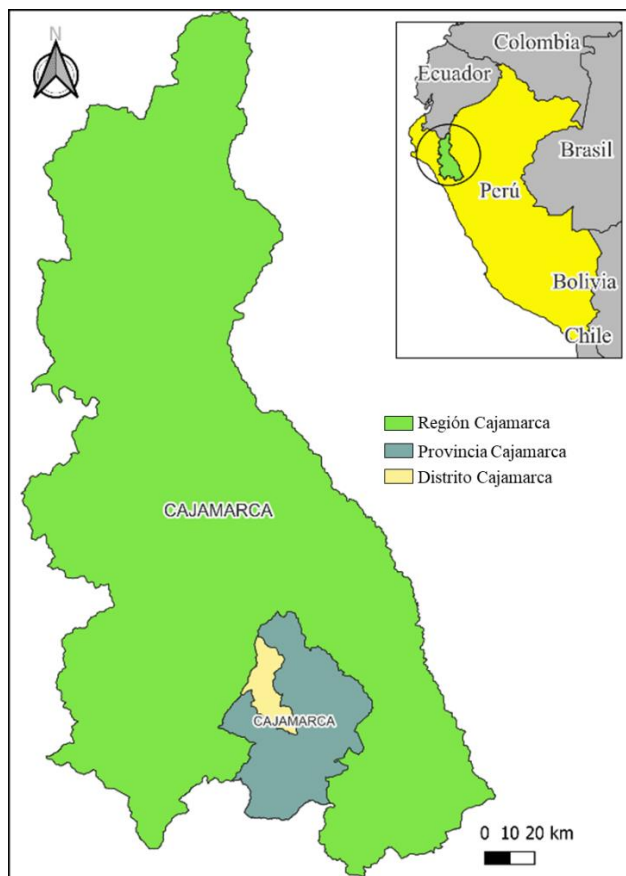 N
Colombia
Ecuador
Brasil
Perú
Bolivia
Chile
Región Cajamarca
Provincia Cajamarca
Distrito Cajamarca
CAJAMARCA
CAJAMARCA
0 10 20 km